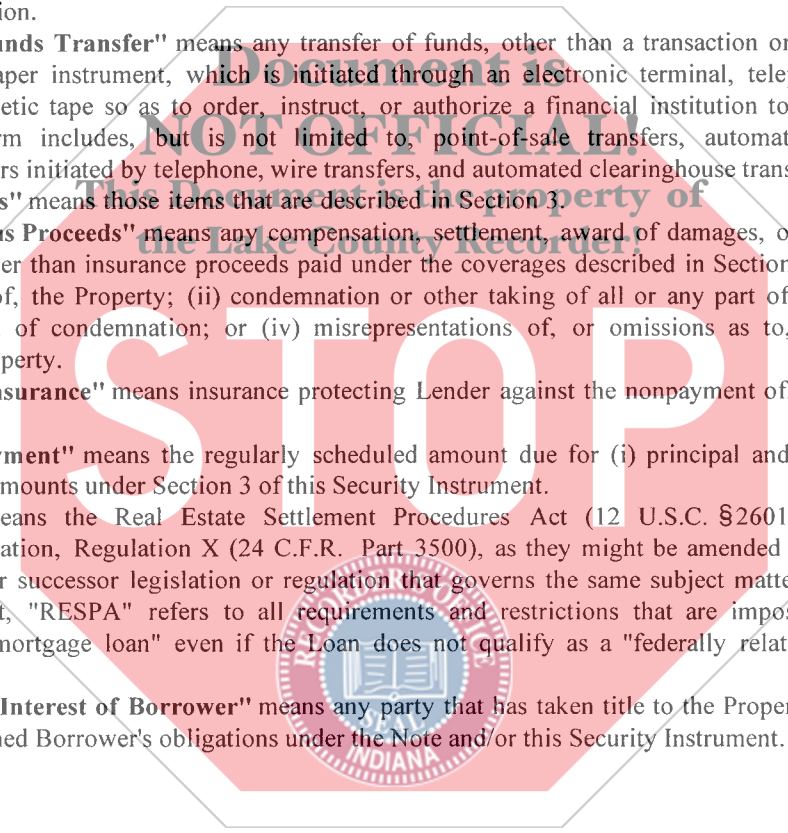 ion.
unds Transfer" means any transfer of funds, other than a transaction or
aper instrument, which is initiated through an electronic terminal, tele
etic tape so as to order, instruct, or authorize a financial institution to
rm includes, but is not limited to, point-of-sale transfers, automat
rs initiated by telephone, wire transfers, and automated clearinghouse trans
s" means those items that are described in Section 3.
us Proceeds" means any compensation, settlement, award of damages, o
er than insurance proceeds paid under the coverages described in Section
of, the Property; (ii) condemnation or other taking of all or any part of
of condemnation; or (iv) misrepresentations of, or omissions as to,
perty.
nsurance" means insurance protecting Lender against the nonpayment of
yment" means the regularly scheduled amount due for (i) principal and
mounts under Section 3 of this Security Instrument.
eans the Real Estate Settlement Procedures Act (12 U.S.C. §2601
ation, Regulation X (24 C.F.R. Part 3500), as they might be amended
r successor legislation or regulation that governs the same subject matte
t, "RESPA" refers to all requirements and restrictions that are impos
mortgage loan" even if the Loan does not qualify as a "federally relat
Interest of Borrower" means any party that has taken title to the Proper
ned Borrower's obligations under the Note and/or this Security Instrument.
Document is
NOT OFFICIAL!
This Document is the property of
the Lake County Recorder!
STOP
RECORDER'S OFFICE
SEAL
INDIANA